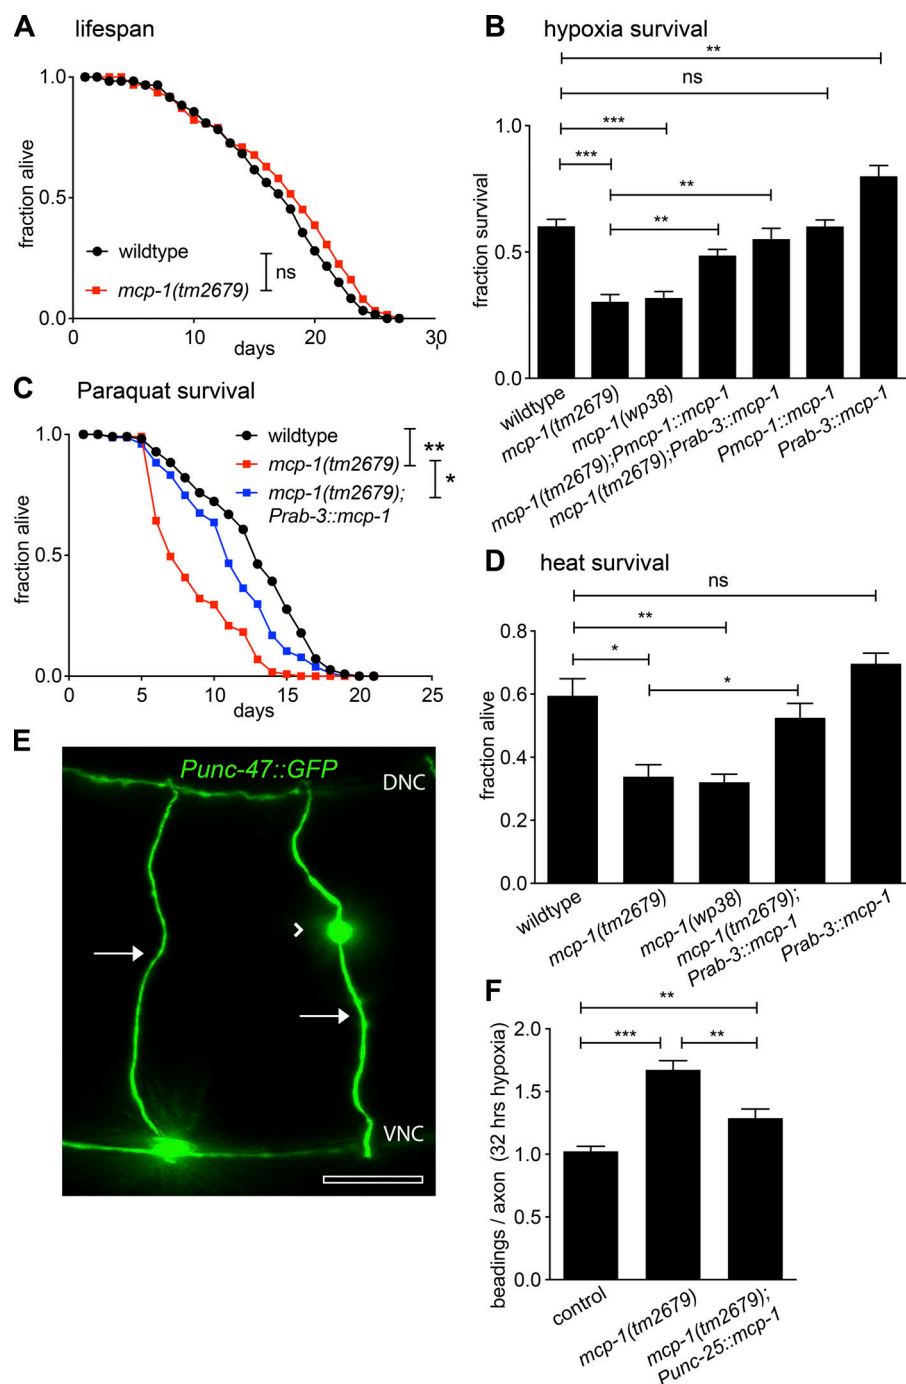 A lifespan
fraction alive
1.0
0.5
0.0
0
10
20
30
days
wildtype
mcp-1(tm2679)
ns
B hypoxia survival
fraction survival
1.0
0.5
0.0
**
ns
***
***
**
**
wildtype
mcp-1(tm2679)
mcp-1(wp38)
mcp-1(tm2679);Pmcp-1::mcp-1
mcp-1(tm2679);Prab-3::mcp-1
Pmcp-1::mcp-1
Prab-3::mcp-1
C Paraquat survival
fraction alive
1.0
0.5
0.0
0
5
10
15
20
25
days
wildtype
mcp-1(tm2679)
mcp-1(tm2679);
Prab-3::mcp-1
**
*
D heat survival
fraction alive
0.8
0.6
0.4
0.2
0.0
ns
**
*
*
wildtype
mcp-1(tm2679)
mcp-1(wp38)
mcp-1(tm2679);
Prab-3::mcp-1
Prab-3::mcp-1
E
Punc-47::GFP
DNC
VNC
F
beadings / axon (32 hrs hypoxia)
2.0
1.5
1.0
0.5
0.0
**
***
**
control
mcp-1(tm2679)
mcp-1(tm2679);
Punc-25::mcp-1